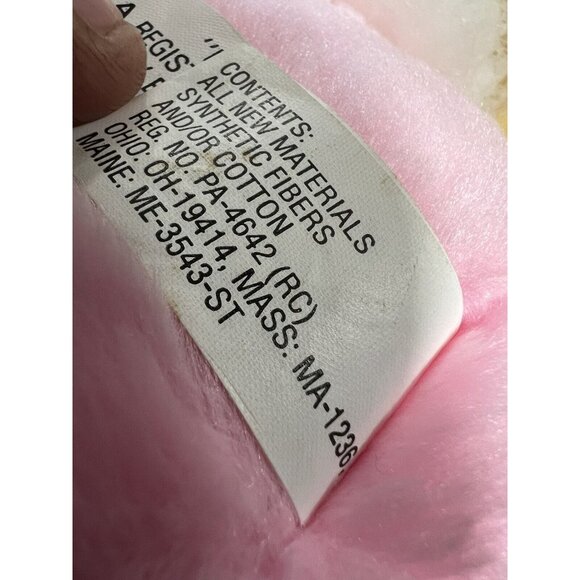 CONTENTS:
ALL NEW MATERIALS
SYNTHETIC FIBERS
AND/OR COTTON
REG. NO. PA-4642 (RC)
OHIO: OH-19414, MASS: MA-1236,
MAINE: ME-3543-ST